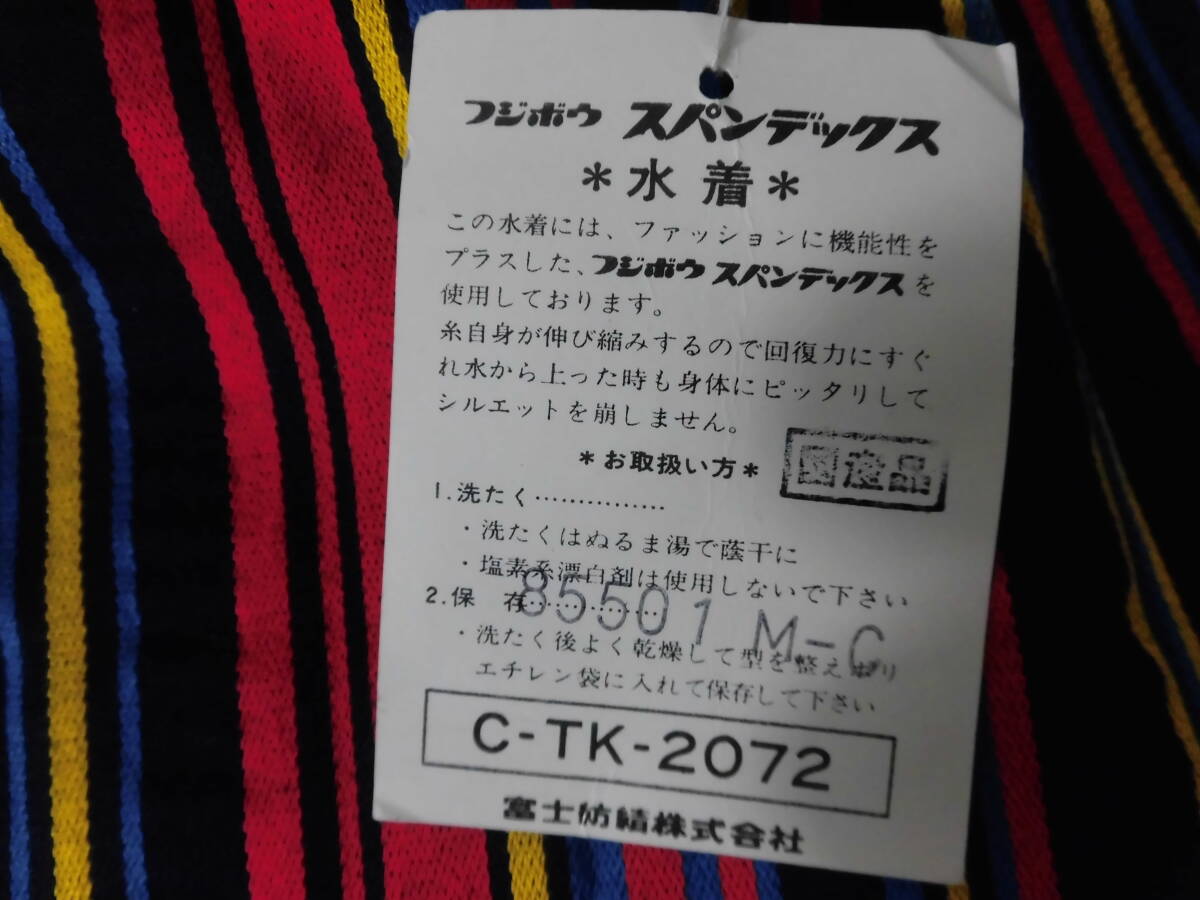 フジボウ スパンデックス
＊水着＊
この水着には、ファッションに機能性を
プラスした、フジボウ スパンデックスを
使用しております。
糸自身が伸び縮みするので回復力にすぐ
れ水から上った時も身体にピッタリして
シルエットを崩しません。
＊お取扱い方＊
国産品
1.洗たく……………
・洗たくはぬるま湯で蔭干に
・塩素系漂白剤は使用しないで下さい
2.保 存……………
85501 M-C
・洗たく後よく乾燥して型を整えポリ
エチレン袋に入れて保存して下さい
C-TK-2072
富士紡績株式会社